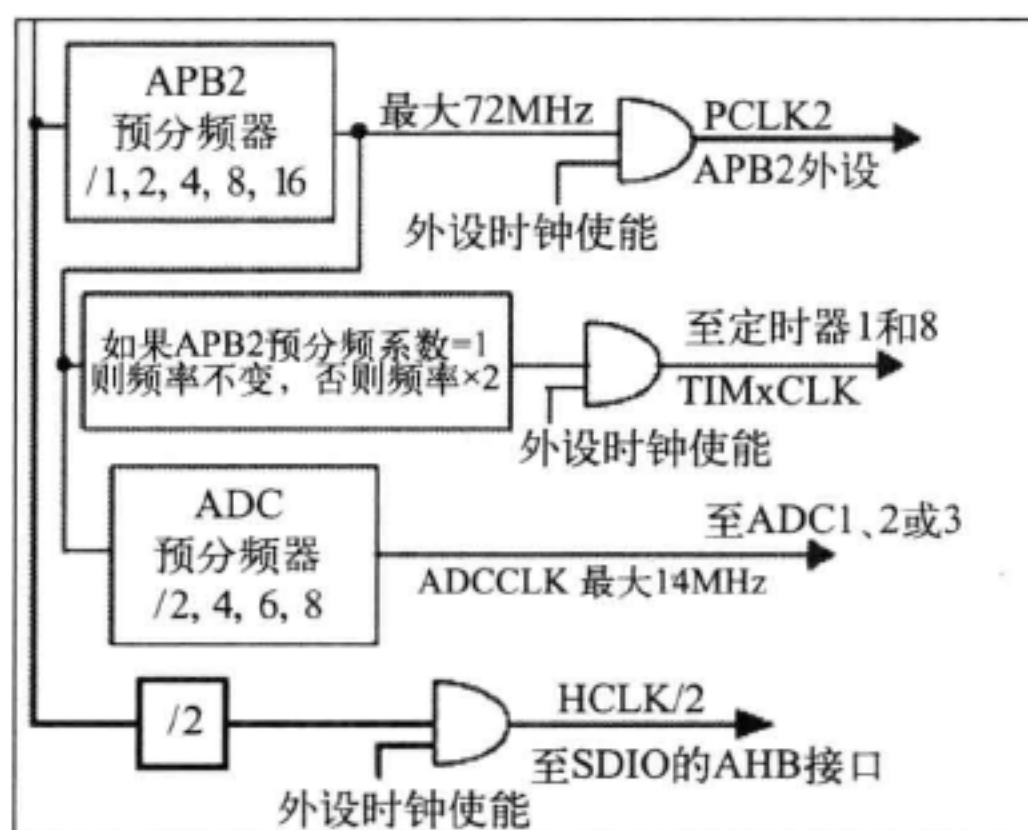 APB2
预分频器
/1, 2, 4, 8, 16
最大72MHz
PCLK2
APB2外设
外设时钟使能
如果APB2预分频系数=1
则频率不变，否则频率×2
至定时器1和8
TIMxCLK
外设时钟使能
ADC
预分频器
/2, 4, 6, 8
至ADC1、2或3
ADCCLK 最大14MHz
/2
HCLK/2
至SDIO的AHB接口
外设时钟使能